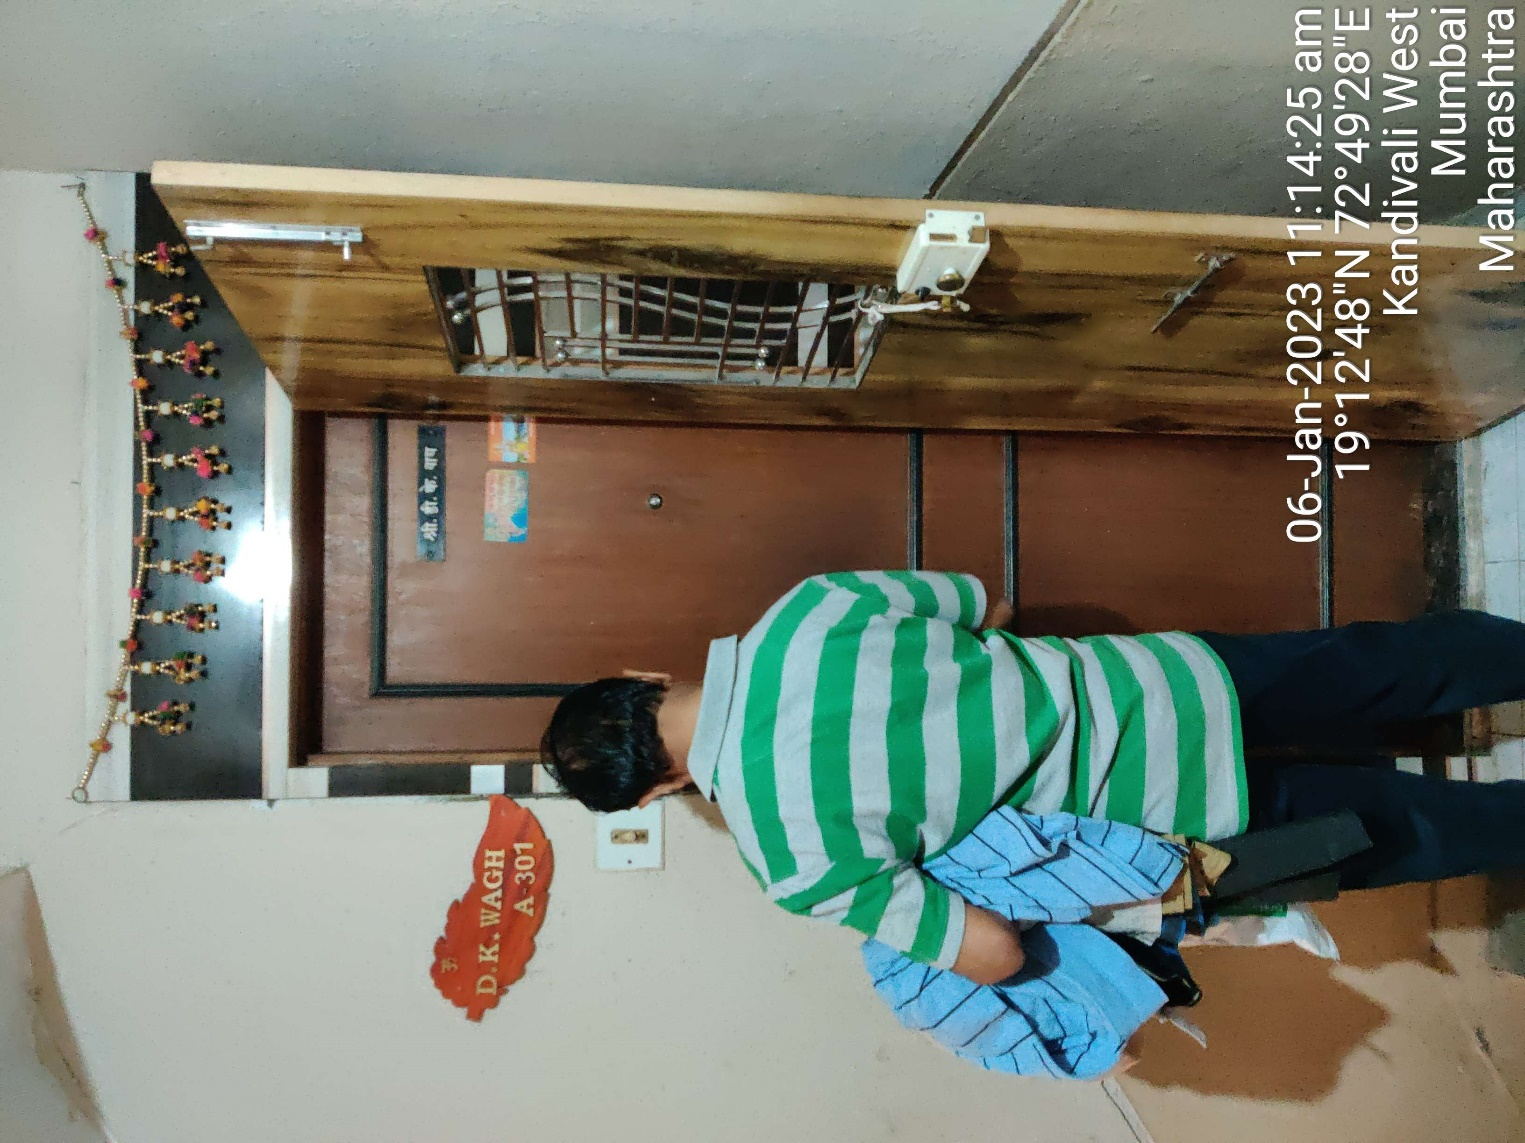 श्री. डी. के. वाघ
ॐ
D.K. WAGH
A-301
06-Jan-2023 11:14:25 am
19°12'48"N 72°49'28"E
Kandivali West
Mumbai
Maharashtra